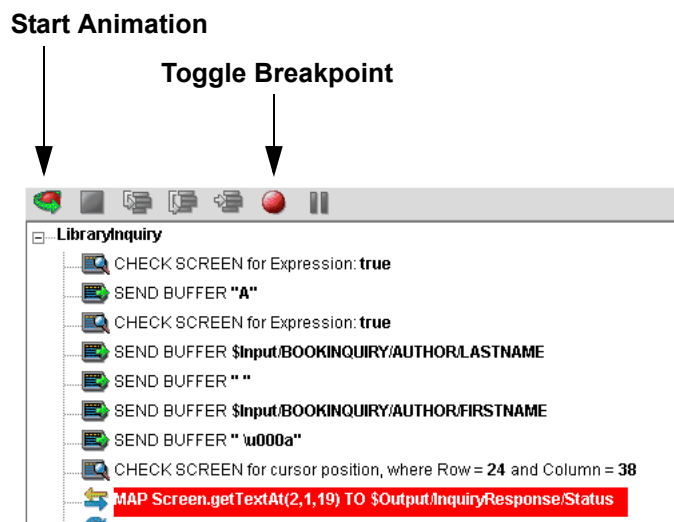 Start Animation
Toggle Breakpoint
LibraryInquiry
CHECK SCREEN for Expression: true
SEND BUFFER "A"
CHECK SCREEN for Expression: true
SEND BUFFER $Input/BOOKINQUIRY/AUTHOR/LASTNAME
SEND BUFFER " "
SEND BUFFER $Input/BOOKINQUIRY/AUTHOR/FIRSTNAME
SEND BUFFER " \u000a"
CHECK SCREEN for cursor position, where Row = 24 and Column = 38
MAP Screen.getTextAt(2,1,19) TO $Output/InquiryResponse/Status